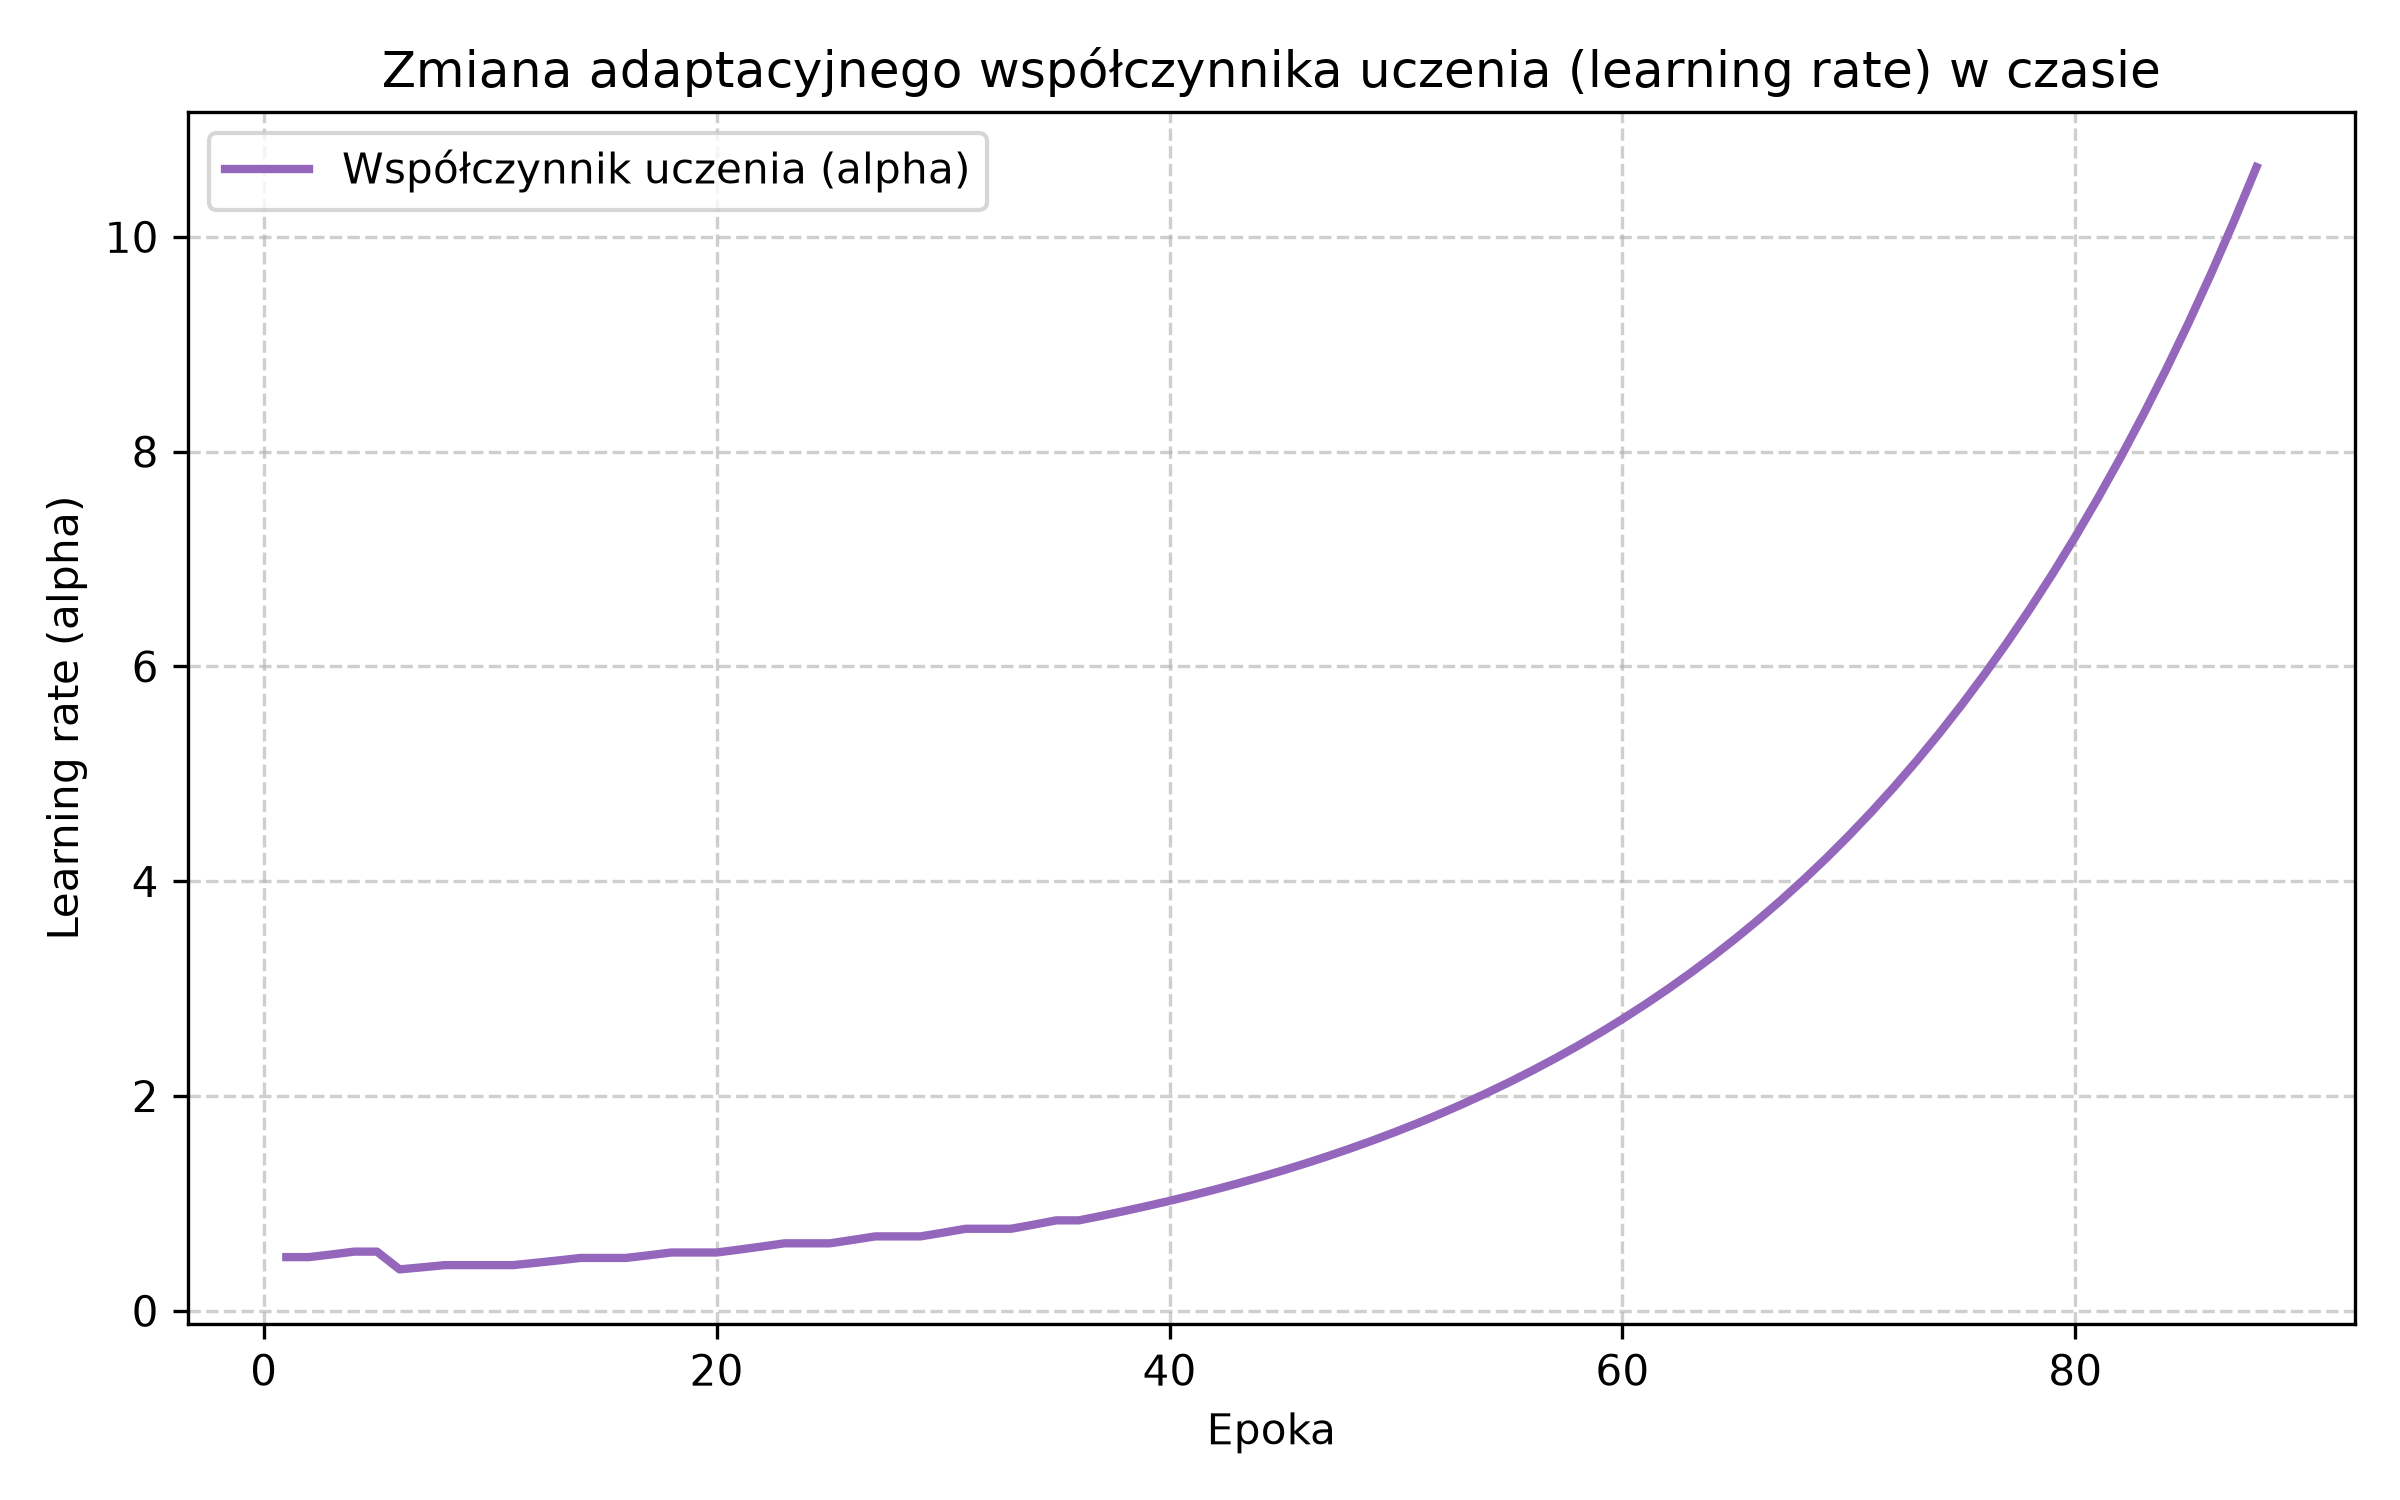 Zmiana adaptacyjnego współczynnika uczenia (learning rate) w czasie
Współczynnik uczenia (alpha)
Learning rate (alpha)
10
8
6
4
2
0
0 20 40 60 80
Epoka